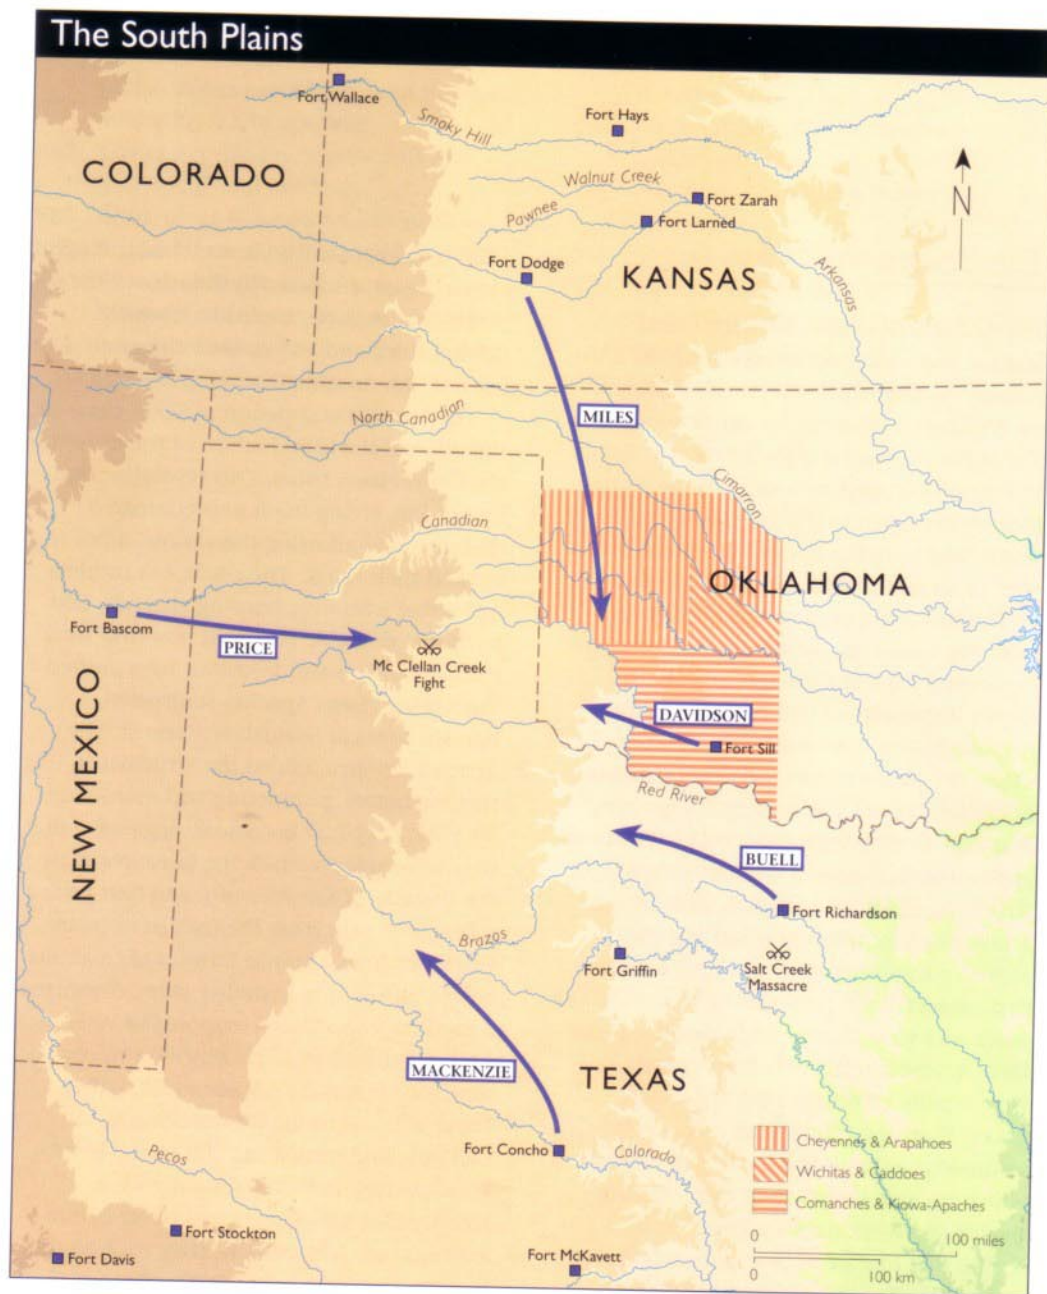 The South Plains
Fort Wallace
Smoky Hill
Fort Hays
COLORADO
Walnut Creek
Fort Zarah
Pawnee
Fort Larned
N
Fort Dodge
KANSAS
Arkansas
North Canadian
MILES
Cimarron
Canadian
OKLAHOMA
Fort Bascom
PRICE
Mc Clellan Creek
Fight
NEW MEXICO
DAVIDSON
Fort Sill
Red River
BUELL
Fort Richardson
Brazos
Fort Griffin
Salt Creek
Massacre
MACKENZIE
TEXAS
Fort Concho
Colorado
Pecos
Cheyennes & Arapahoes
Wichitas & Caddoes
Comanches & Kiowa-Apaches
Fort Stockton
Fort Davis
Fort McKavett
0 100 miles
0 100 km